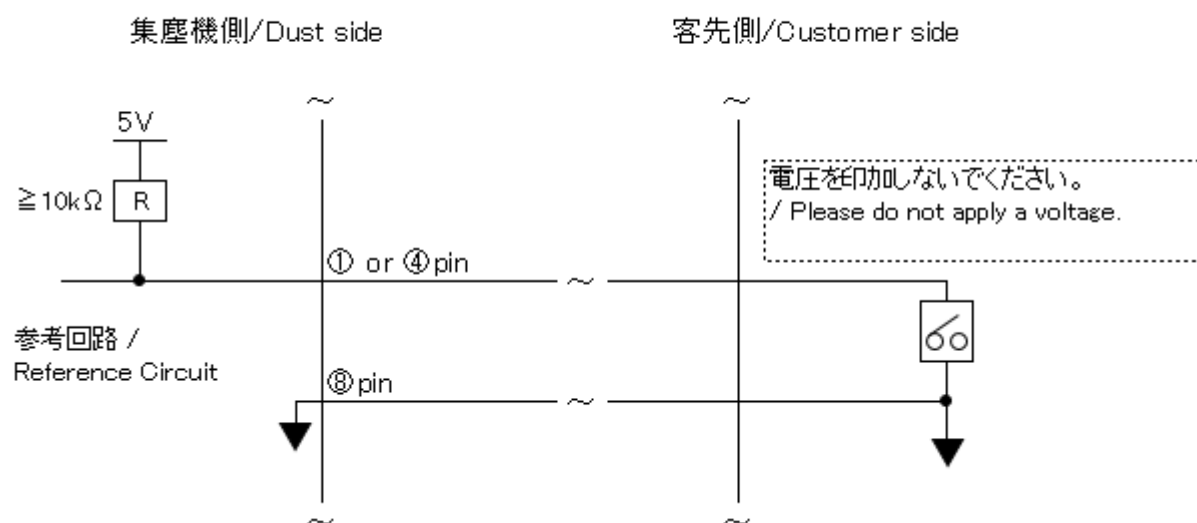 集塵機側/Dust side
客先側/Customer side
5V
≧10kΩ
R
電圧を印加しないでください。
/ Please do not apply a voltage.
① or ④pin
参考回路 /
Reference Circuit
⑧pin